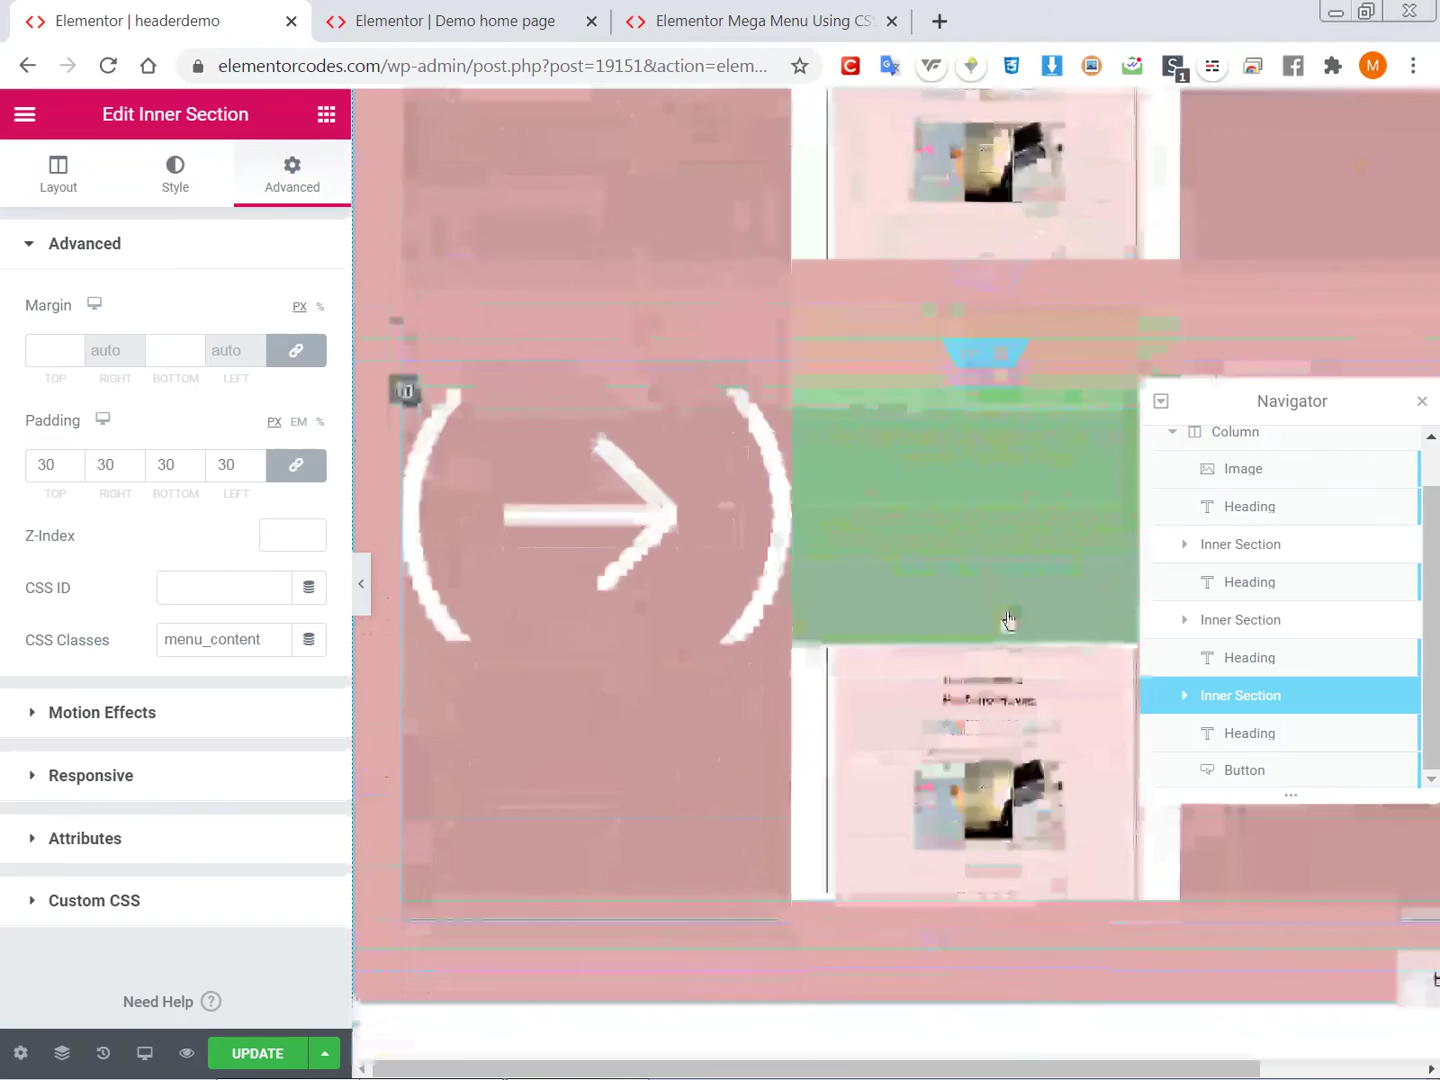 Elementor | headerdemo
Elementor | Demo home page
Elementor Mega Menu Using CS
elementorcodes.com/wp-admin/post.php?post=19151&action=elem...
M
1
Edit Inner Section
Layout
Style
Advanced
Advanced
Margin
PX %
auto
auto
TOP RIGHT BOTTOM LEFT
Padding
PX EM %
30 30 30 30
TOP RIGHT BOTTOM LEFT
Z-Index
CSS ID
CSS Classes
menu_content
Motion Effects
Responsive
Attributes
Custom CSS
Need Help ?
UPDATE
Navigator
Column
Image
Heading
Inner Section
Heading
Inner Section
Heading
Inner Section
Heading
Button